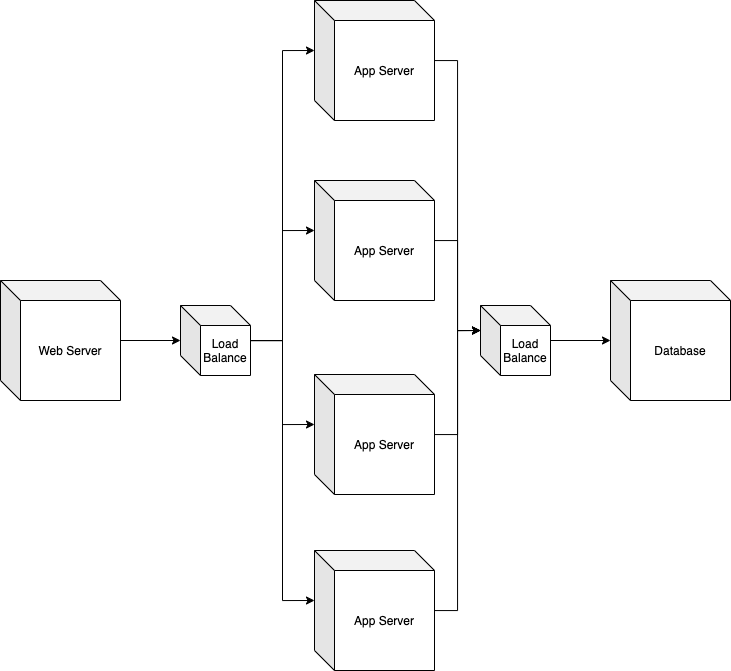 App Server
App Server
Web Server
Load
Balance
Load
Balance
Database
App Server
App Server